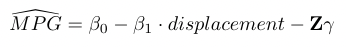 $\widehat{MPG} = \beta_0 - \beta_1 \cdot displacement - \mathbf{Z}\gamma$